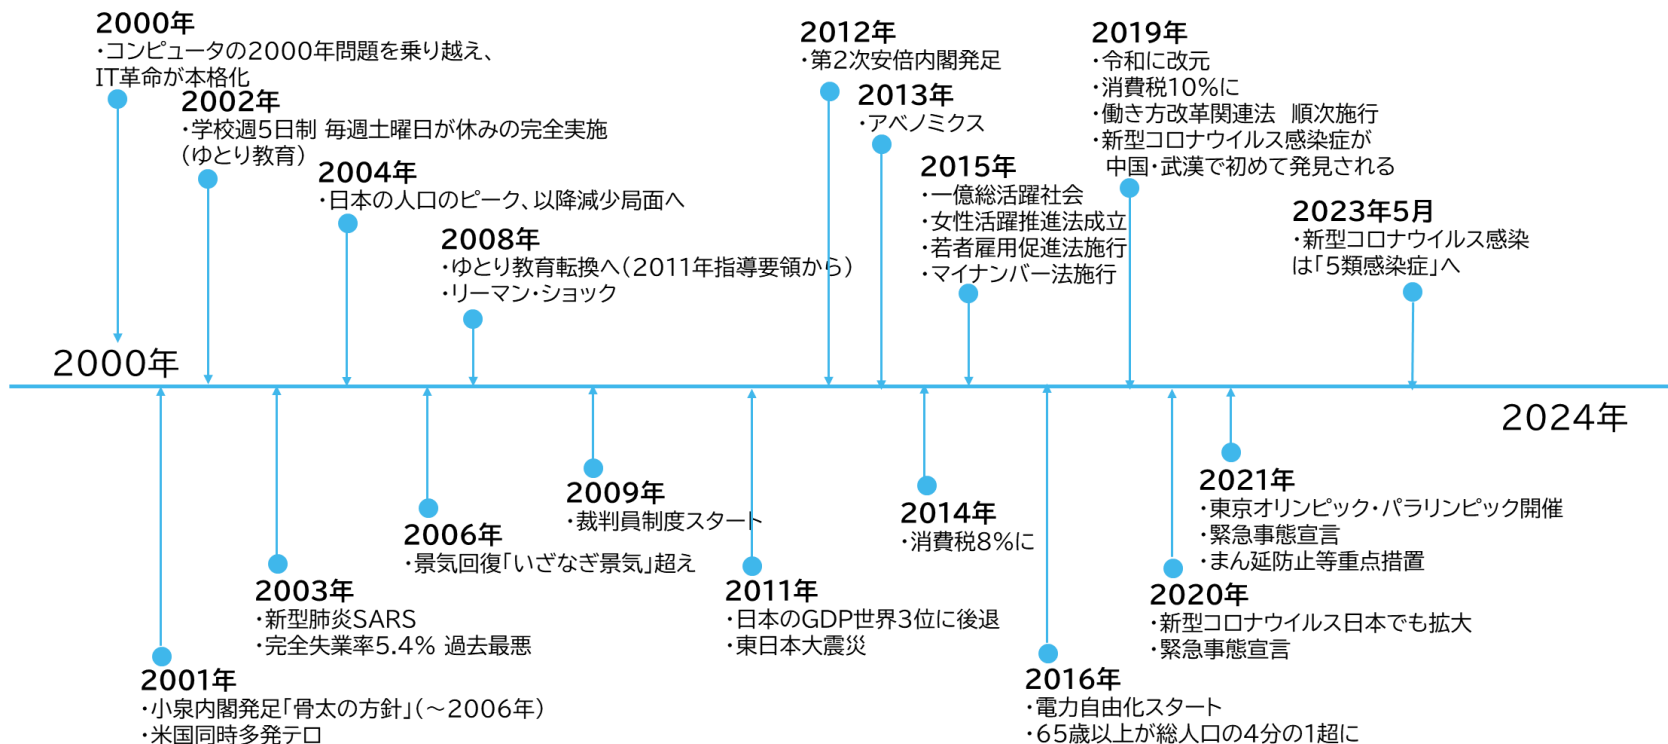 2000年
・コンピュータの2000年問題を乗り越え、
IT革命が本格化
2002年
・学校週5日制 毎週土曜日が休みの完全実施
(ゆとり教育)
2004年
・日本の人口のピーク、以降減少局面へ
2008年
・ゆとり教育転換へ(2011年指導要領から)
・リーマン・ショック
2012年
・第2次安倍内閣発足
2013年
・アベノミクス
2015年
・一億総活躍社会
・女性活躍推進法成立
・若者雇用促進法施行
・マイナンバー法施行
2019年
・令和に改元
・消費税10%に
・働き方改革関連法　順次施行
・新型コロナウイルス感染症が
中国・武漢で初めて発見される
2023年5月
・新型コロナウイルス感染
は「5類感染症」へ
2000年
2024年
2001年
・小泉内閣発足「骨太の方針」(～2006年)
・米国同時多発テロ
2003年
・新型肺炎SARS
・完全失業率5.4% 過去最悪
2006年
・景気回復「いざなぎ景気」超え
2009年
・裁判員制度スタート
2011年
・日本のGDP世界3位に後退
・東日本大震災
2014年
・消費税8%に
2016年
・電力自由化スタート
・65歳以上が総人口の4分の1超に
2020年
・新型コロナウイルス日本でも拡大
・緊急事態宣言
2021年
・東京オリンピック・パラリンピック開催
・緊急事態宣言
・まん延防止等重点措置